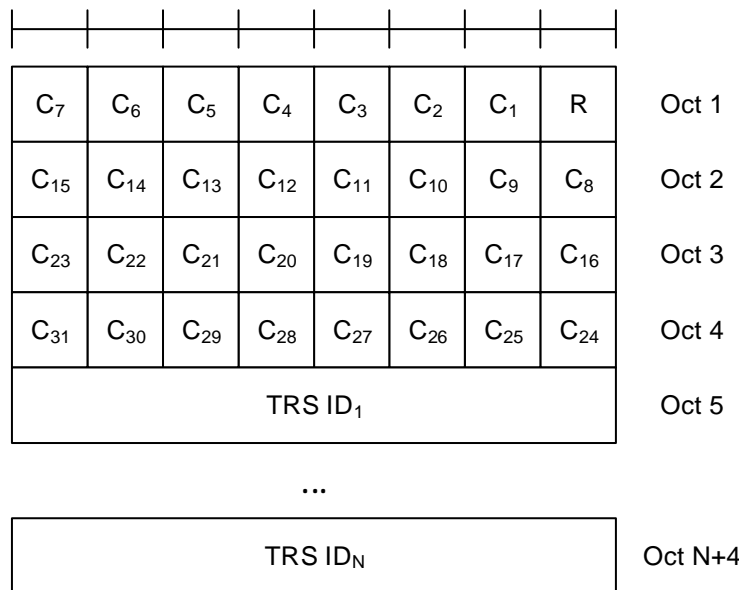 C₇ C₆ C₅ C₄ C₃ C₂ C₁ R Oct 1
C₁₅ C₁₄ C₁₃ C₁₂ C₁₁ C₁₀ C₉ C₈ Oct 2
C₂₃ C₂₂ C₂₁ C₂₀ C₁₉ C₁₈ C₁₇ C₁₆ Oct 3
C₃₁ C₃₀ C₂₉ C₂₈ C₂₇ C₂₆ C₂₅ C₂₄ Oct 4
TRS ID₁ Oct 5
...
TRS ID_N Oct N+4